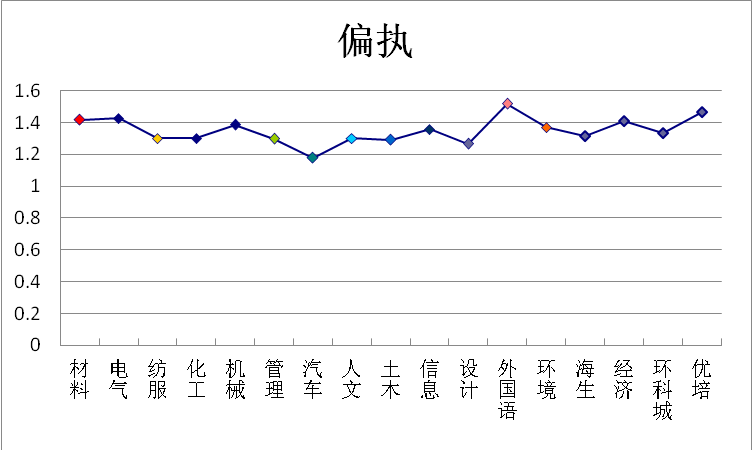 偏执
1.6
1.4
1.2
1
0.8
0.6
0.4
0.2
0
材料
电气
纺服
化工
机械
管理
汽车
人文
土木
信息
设计
外国语
环境
海生
经济
环科城
优培